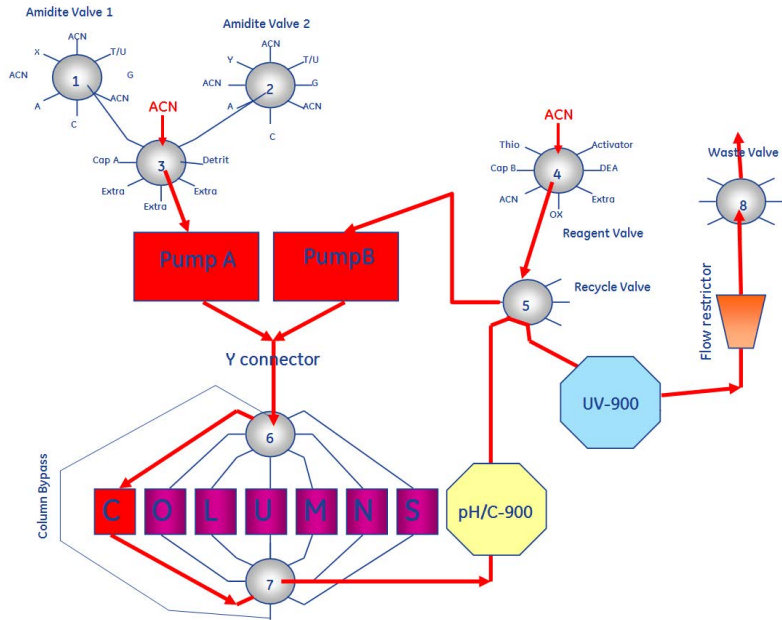 Amidite Valve 1
Amidite Valve 2
ACN
X
T/U
ACN
1
G
A
ACN
C
ACN
Y
T/U
ACN
2
G
A
ACN
C
ACN
3
Cap A
Detrit
Extra
Extra
Extra
ACN
Thio
Activator
4
Cap B
DEA
ACN
Extra
OX
Reagent Valve
Waste Valve
8
Pump A
PumpB
5
Recycle Valve
Flow restrictor
Y connector
UV-900
6
Column Bypass
C O L U M N S
pH/C-900
7